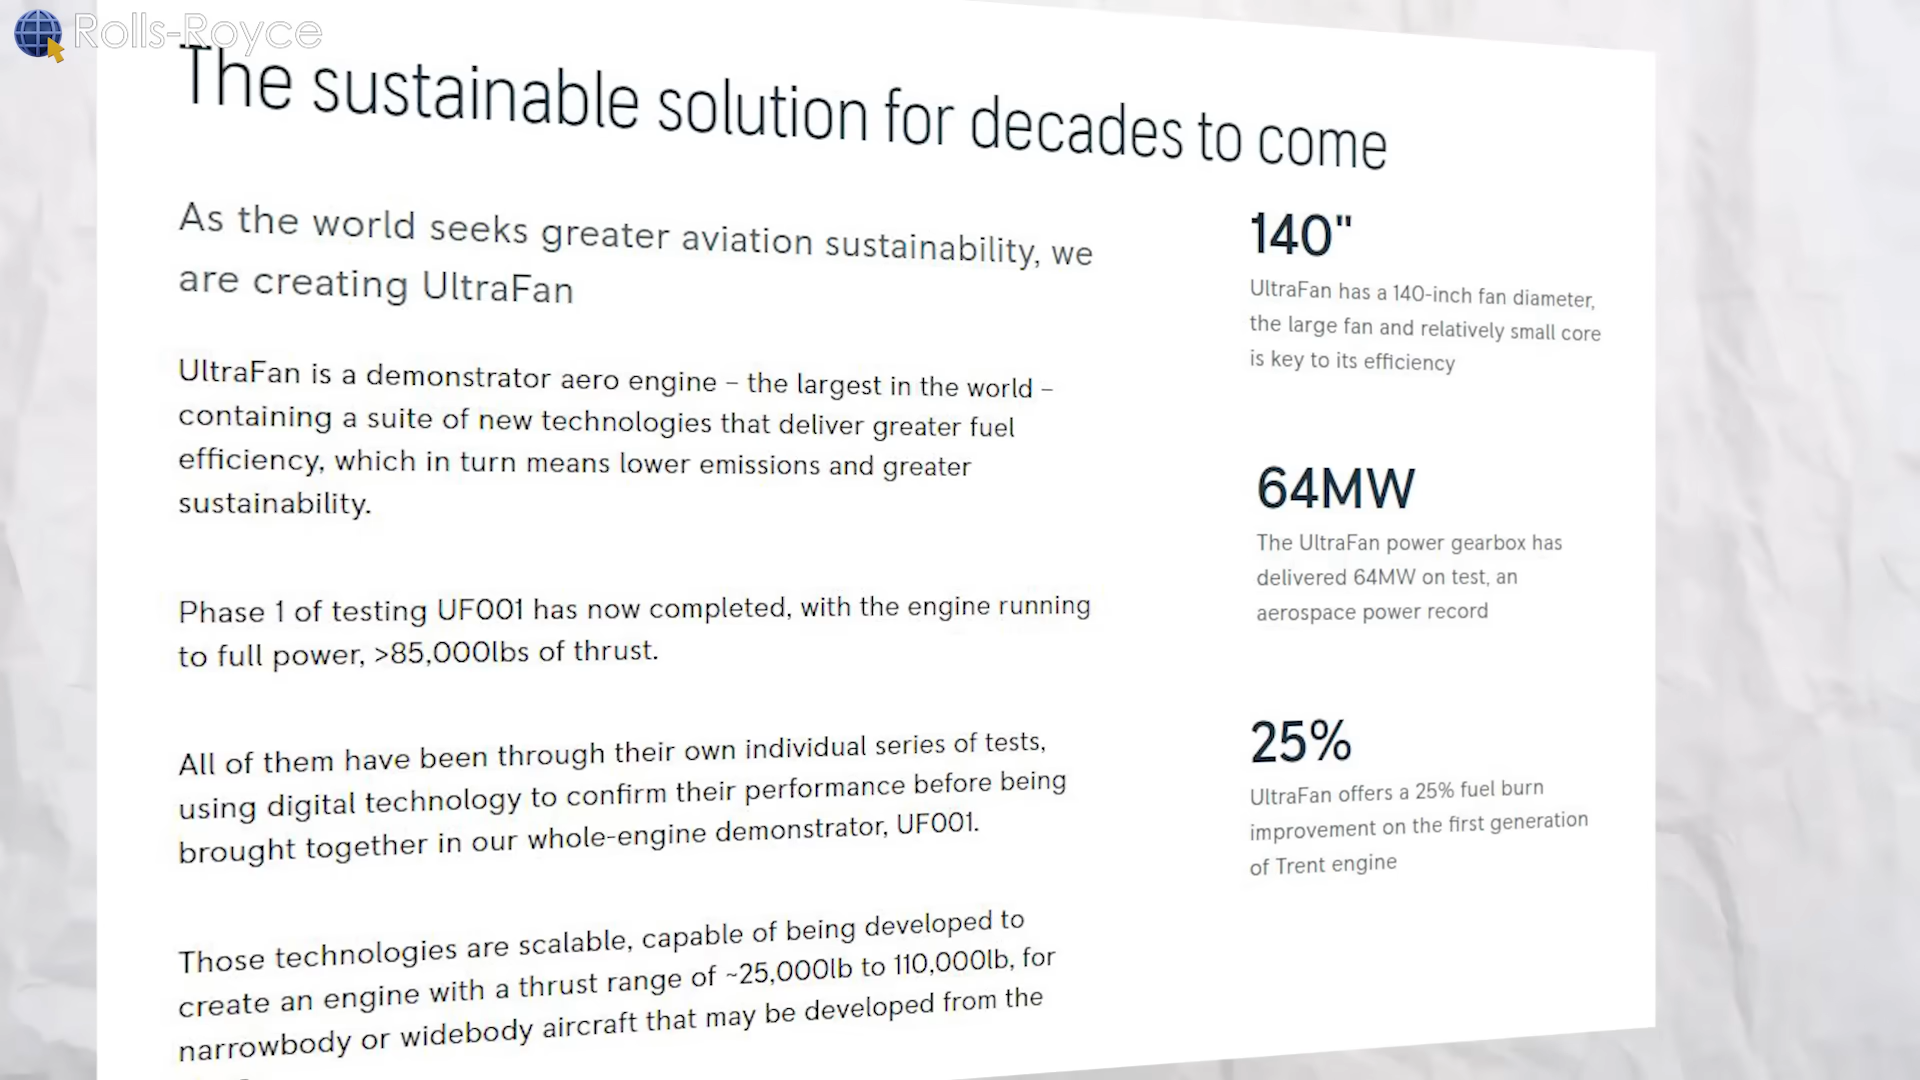 Rolls-Royce
The sustainable solution for decades to come
As the world seeks greater aviation sustainability, we
are creating UltraFan
UltraFan is a demonstrator aero engine – the largest in the world –
containing a suite of new technologies that deliver greater fuel
efficiency, which in turn means lower emissions and greater
sustainability.
Phase 1 of testing UF001 has now completed, with the engine running
to full power, >85,000lbs of thrust.
All of them have been through their own individual series of tests,
using digital technology to confirm their performance before being
brought together in our whole-engine demonstrator, UF001.
Those technologies are scalable, capable of being developed to
create an engine with a thrust range of ~25,000lb to 110,000lb, for
narrowbody or widebody aircraft that may be developed from the
140"
UltraFan has a 140-inch fan diameter,
the large fan and relatively small core
is key to its efficiency
64MW
The UltraFan power gearbox has
delivered 64MW on test, an
aerospace power record
25%
UltraFan offers a 25% fuel burn
improvement on the first generation
of Trent engine